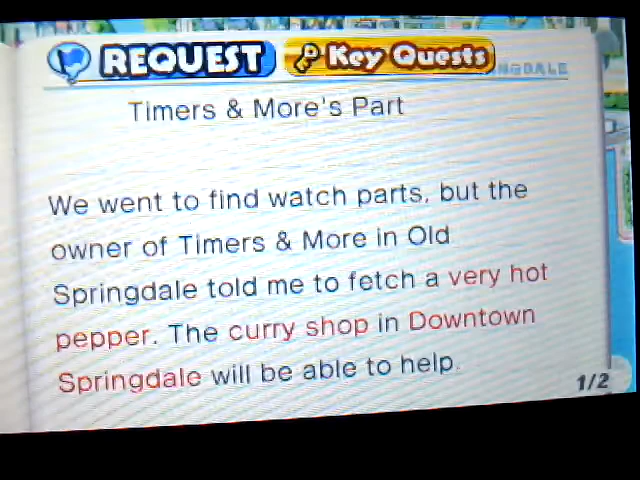 REQUEST Key Quests
NGDALE
Timers & More's Part
We went to find watch parts, but the
owner of Timers & More in Old
Springdale told me to fetch a very hot
pepper. The curry shop in Downtown
Springdale will be able to help.
1/2